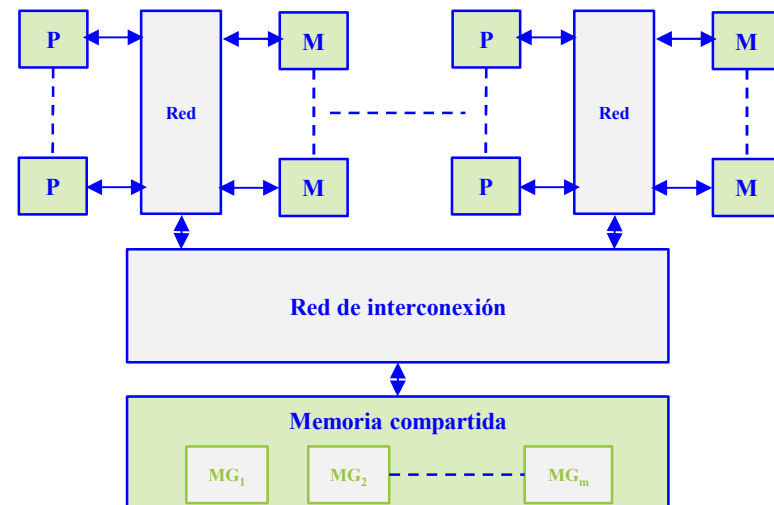 P
M
P
M
Red
Red
P
M
P
M
Red de interconexión
Memoria compartida
MG₁
MG₂
MGₘ